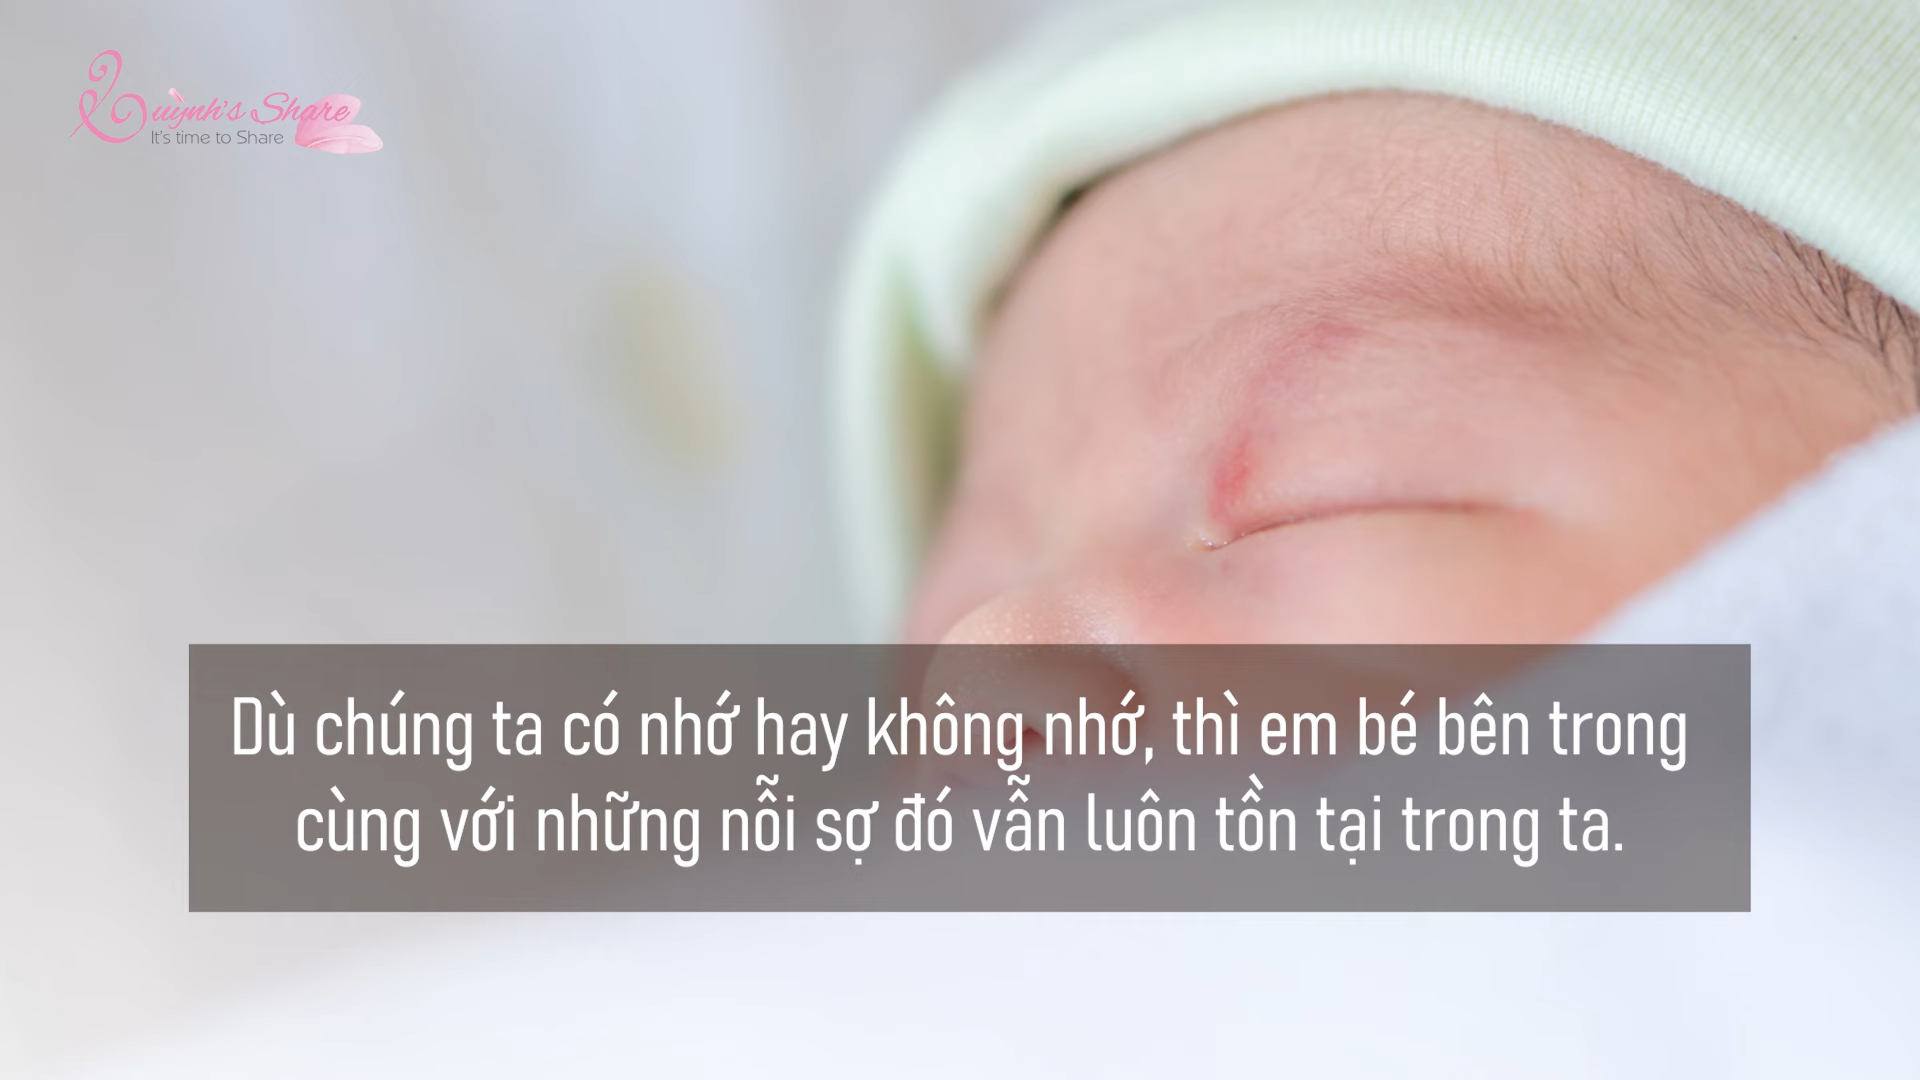 Quỳnh's Share
It's time to Share
Dù chúng ta có nhớ hay không nhớ, thì em bé bên trong
cùng với những nỗi sợ đó vẫn luôn tồn tại trong ta.